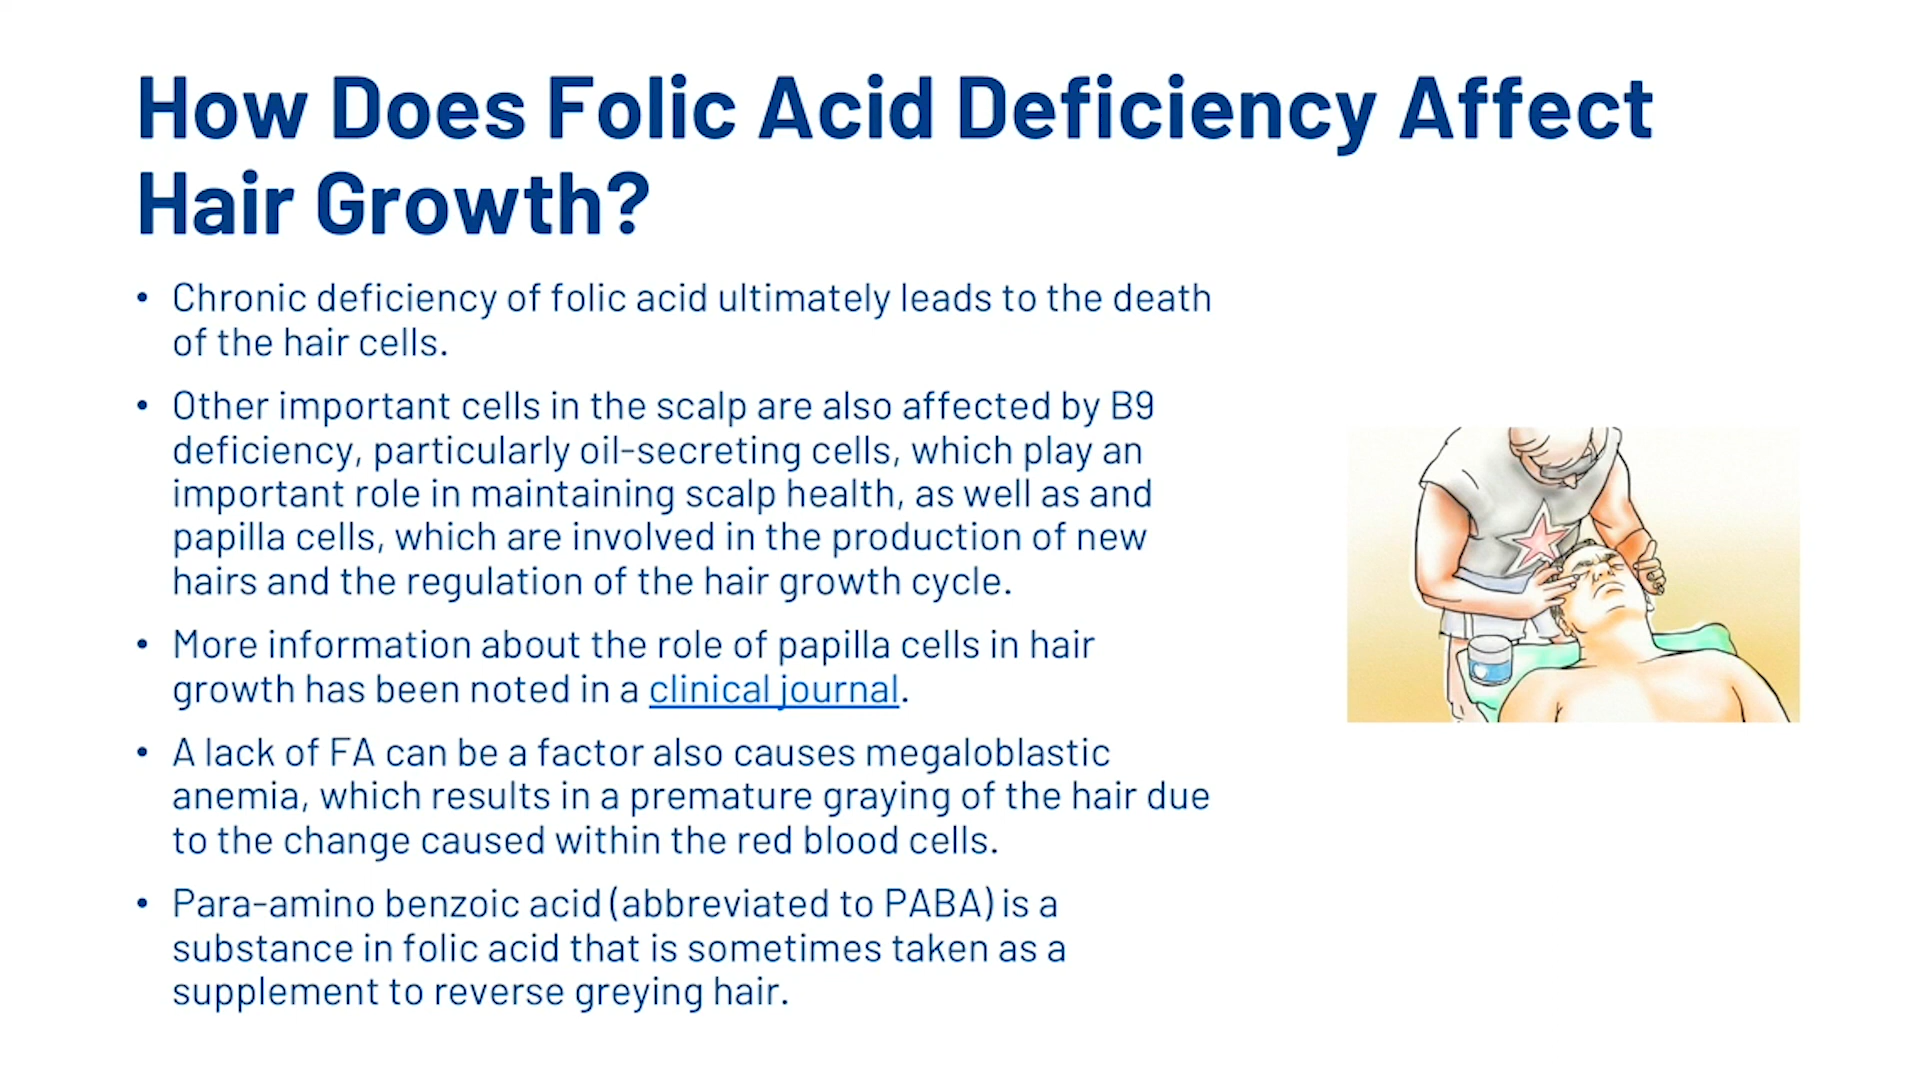 How Does Folic Acid Deficiency Affect
Hair Growth?
• Chronic deficiency of folic acid ultimately leads to the death
of the hair cells.
• Other important cells in the scalp are also affected by B9
deficiency, particularly oil-secreting cells, which play an
important role in maintaining scalp health, as well as and
papilla cells, which are involved in the production of new
hairs and the regulation of the hair growth cycle.
• More information about the role of papilla cells in hair
growth has been noted in a clinical journal.
• A lack of FA can be a factor also causes megaloblastic
anemia, which results in a premature graying of the hair due
to the change caused within the red blood cells.
• Para-amino benzoic acid (abbreviated to PABA) is a
substance in folic acid that is sometimes taken as a
supplement to reverse greying hair.